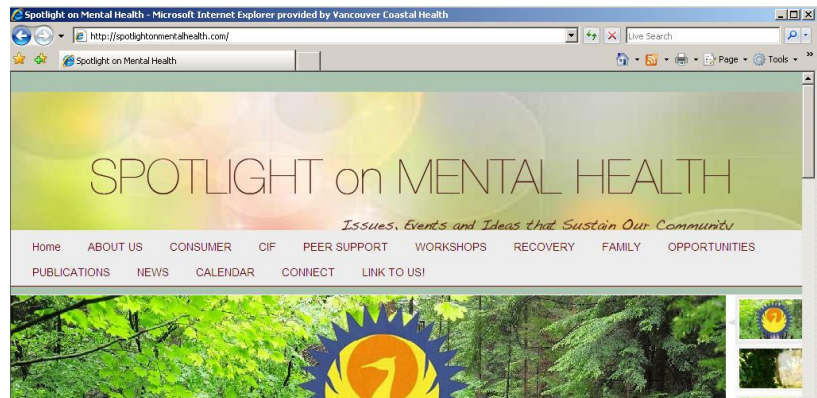 Spotlight on Mental Health - Microsoft Internet Explorer provided by Vancouver Coastal Health
http://spotlightonmentalhealth.com/ Live Search
Spotlight on Mental Health Page Tools
SPOTLIGHT on MENTAL HEALTH
Issues, Events and Ideas that Sustain Our Community
Home ABOUT US CONSUMER CIF PEER SUPPORT WORKSHOPS RECOVERY FAMILY OPPORTUNITIES
PUBLICATIONS NEWS CALENDAR CONNECT LINK TO US!